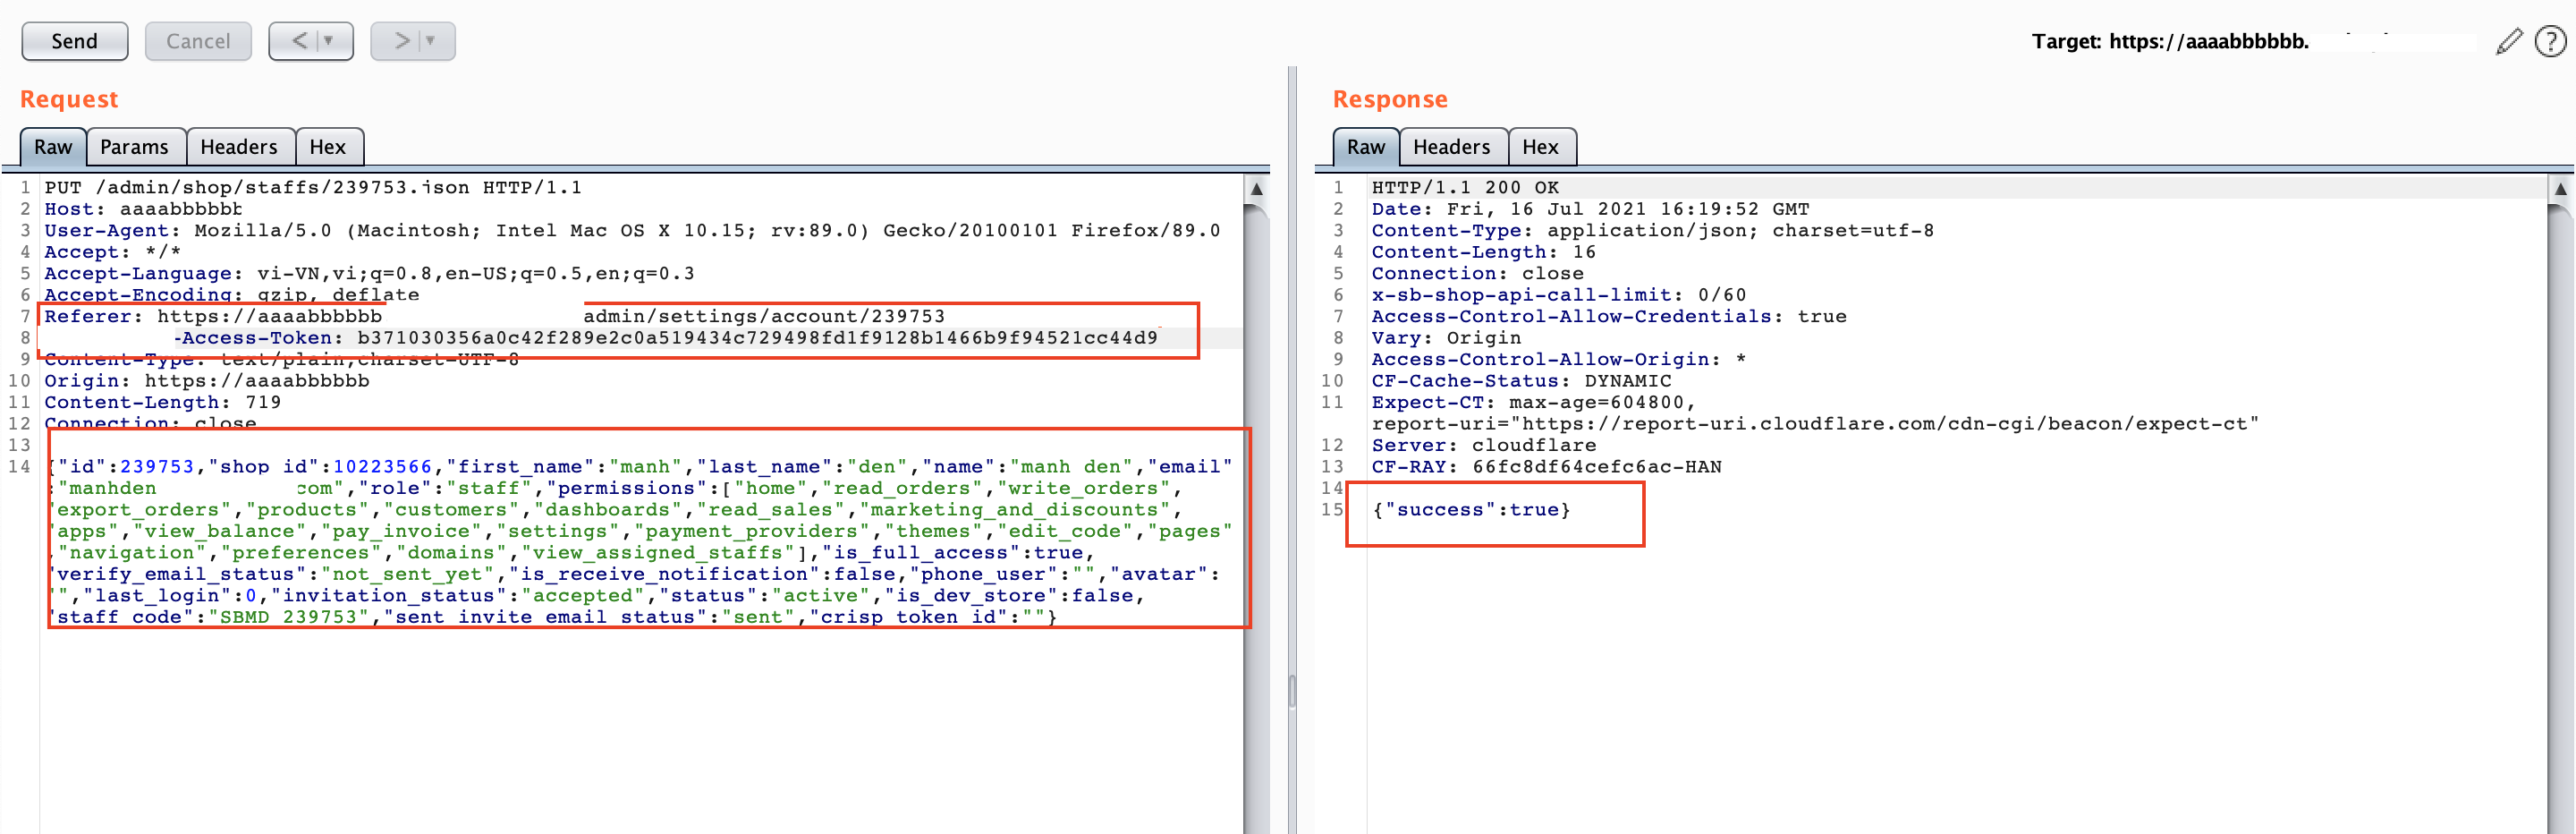 Send Cancel < > Target: https://aaaabbbbbb. ?
Request
Raw Params Headers Hex
1 PUT /admin/shop/staffs/239753.json HTTP/1.1
2 Host: aaaabbbbbb
3 User-Agent: Mozilla/5.0 (Macintosh; Intel Mac OS X 10.15; rv:89.0) Gecko/20100101 Firefox/89.0
4 Accept: */*
5 Accept-Language: vi-VN,vi;q=0.8,en-US;q=0.5,en;q=0.3
6 Accept-Encoding: gzip, deflate
7 Referer: https://aaaabbbbbb admin/settings/account/239753
8 -Access-Token: b371030356a0c42f289e2c0a519434c729498fd1f9128b1466b9f94521cc44d9
9 Content-Type: text/plain;charset=UTF-8
10 Origin: https://aaaabbbbbb
11 Content-Length: 719
12 Connection: close
13
14 {"id":239753,"shop_id":10223566,"first_name":"manh","last_name":"den","name":"manh den","email"
:"manhden com","role":"staff","permissions":["home","read_orders","write_orders",
"export_orders","products","customers","dashboards","read_sales","marketing_and_discounts",
"apps","view_balance","pay_invoice","settings","payment_providers","themes","edit_code","pages"
,"navigation","preferences","domains","view_assigned_staffs"],"is_full_access":true,
"verify_email_status":"not_sent_yet","is_receive_notification":false,"phone_user":"","avatar":
"","last_login":0,"invitation_status":"accepted","status":"active","is_dev_store":false,
"staff_code":"SBMD_239753","sent_invite_email_status":"sent","crisp_token_id":""}
Response
Raw Headers Hex
1 HTTP/1.1 200 OK
2 Date: Fri, 16 Jul 2021 16:19:52 GMT
3 Content-Type: application/json; charset=utf-8
4 Content-Length: 16
5 Connection: close
6 x-sb-shop-api-call-limit: 0/60
7 Access-Control-Allow-Credentials: true
8 Vary: Origin
9 Access-Control-Allow-Origin: *
10 CF-Cache-Status: DYNAMIC
11 Expect-CT: max-age=604800,
report-uri="https://report-uri.cloudflare.com/cdn-cgi/beacon/expect-ct"
12 Server: cloudflare
13 CF-RAY: 66fc8df64cefc6ac-HAN
14
15 {"success":true}